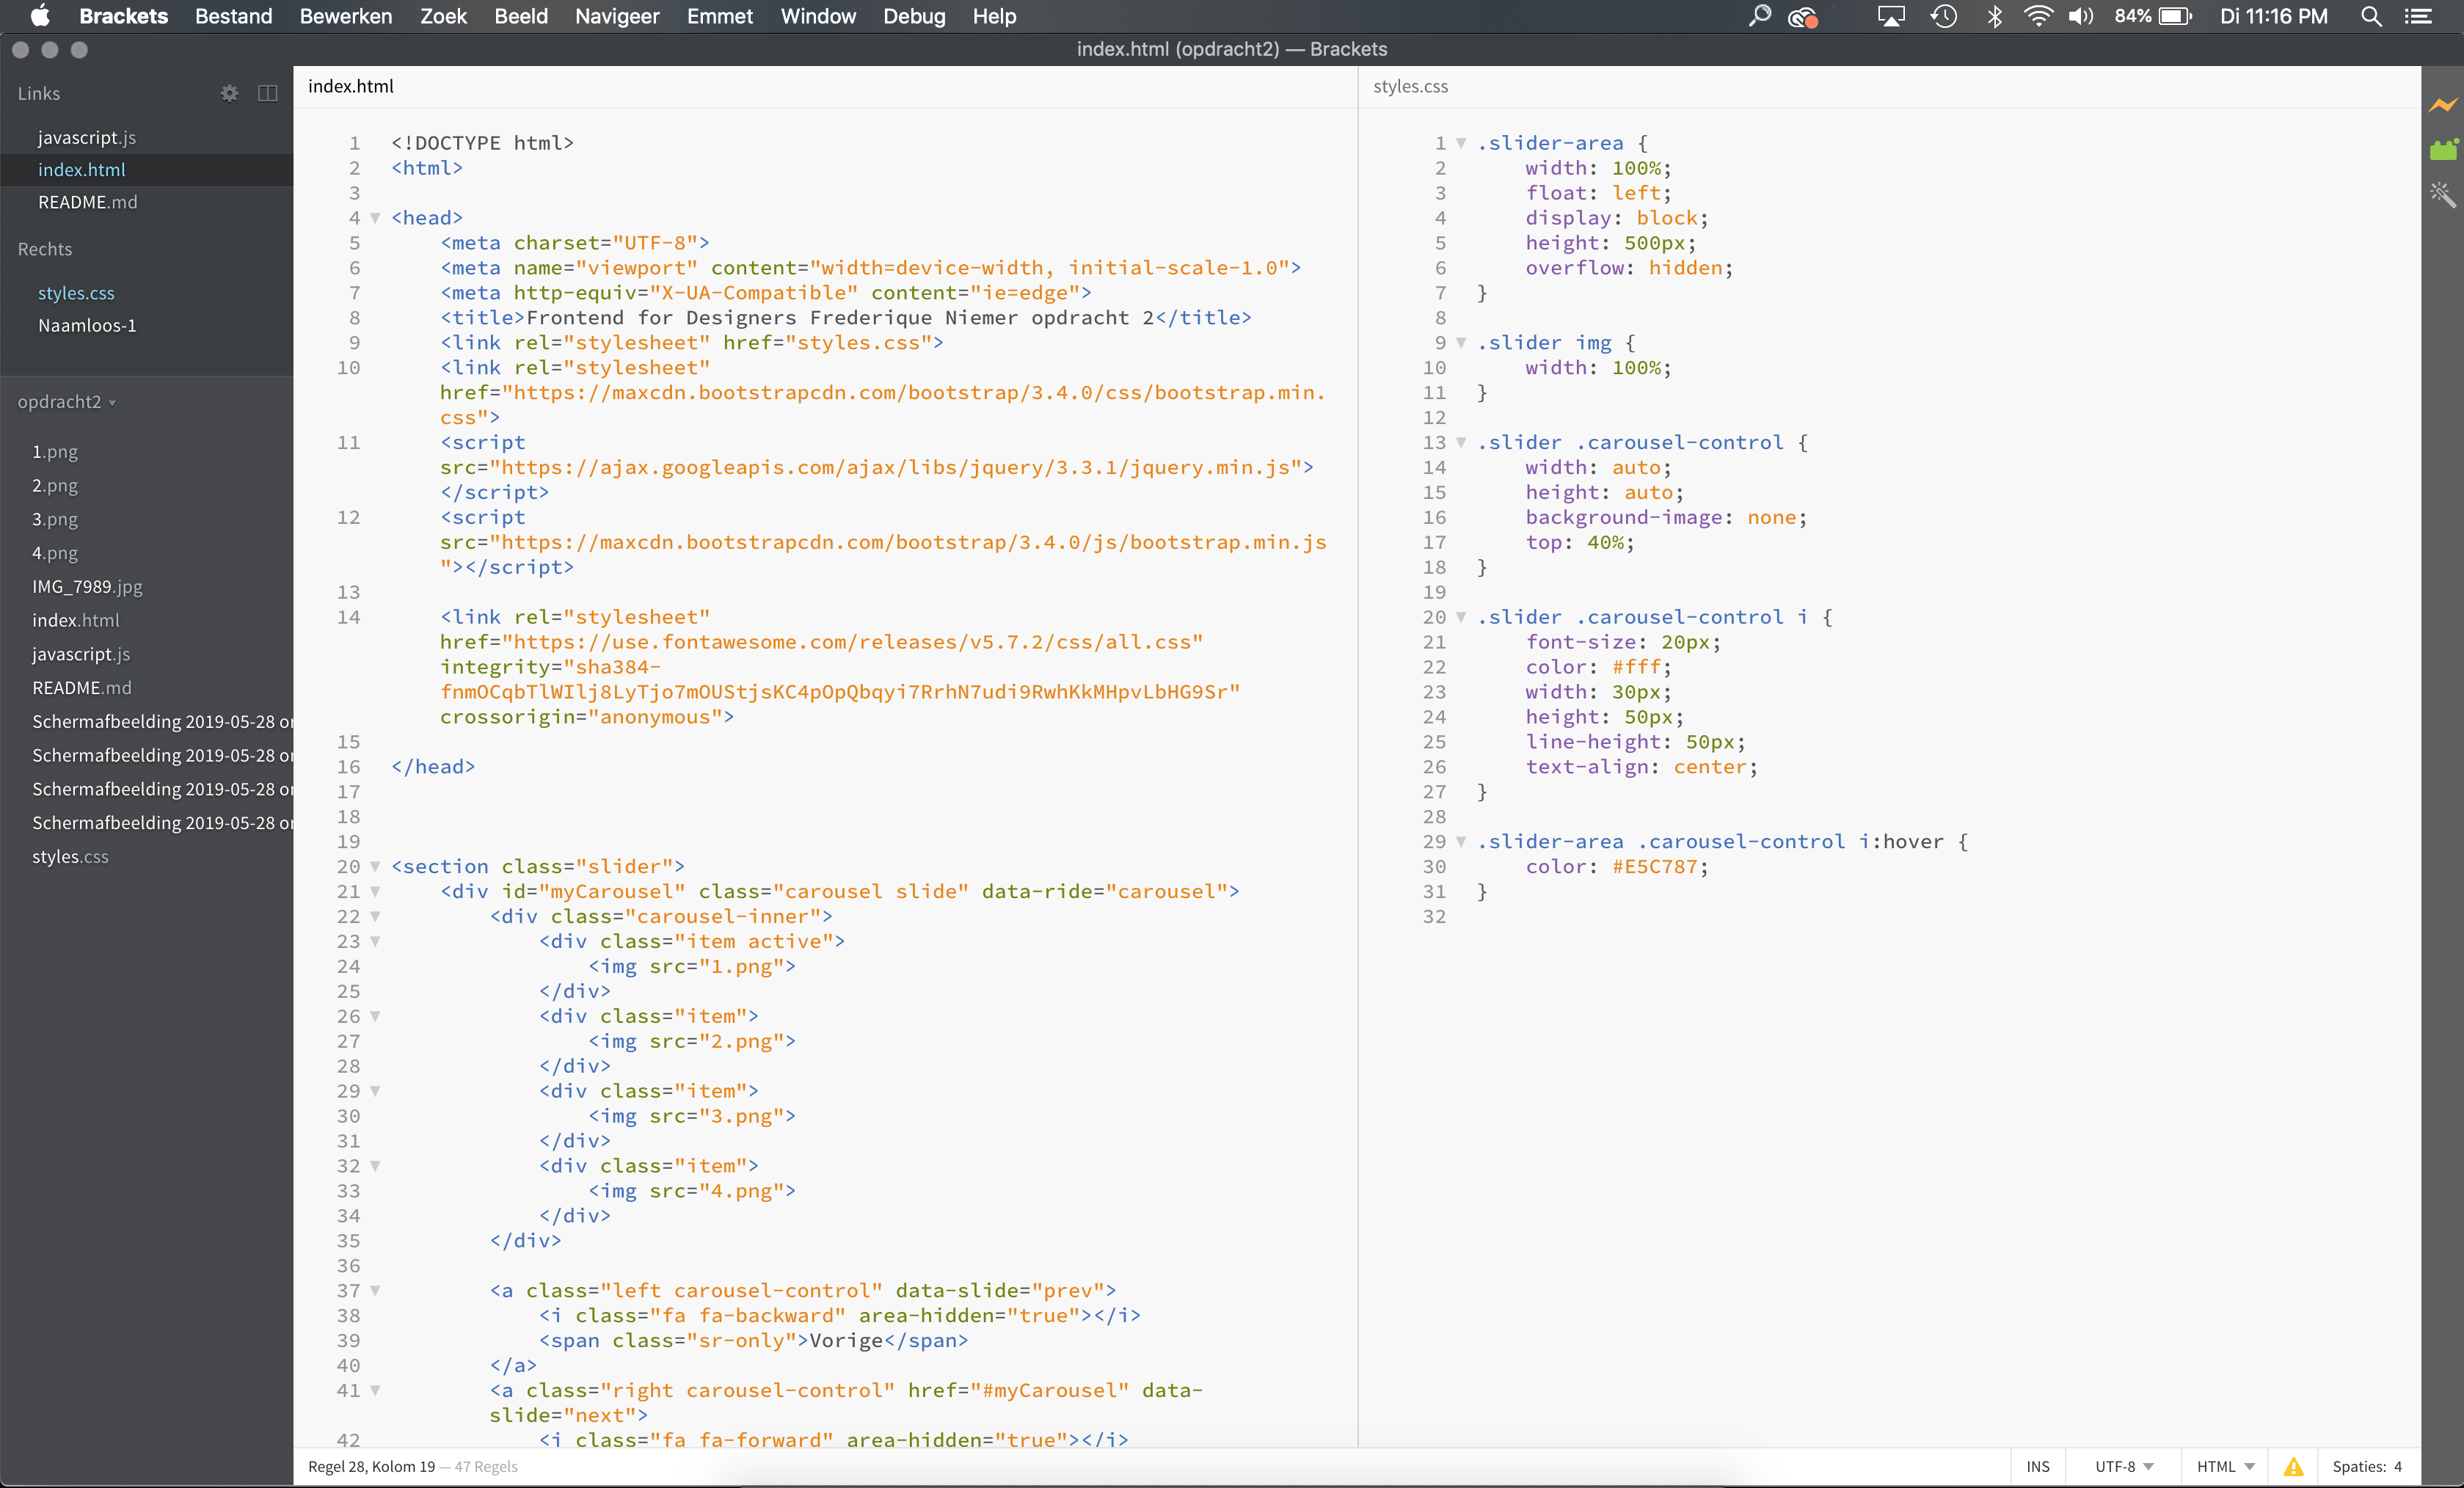 Brackets Bestand Bewerken Zoek Beeld Navigeer Emmet Window Debug Help 84% Di 11:16 PM
index.html (opdracht2) — Brackets
Links
javascript.js
index.html
README.md
Rechts
styles.css
Naamloos-1
opdracht2
1.png
2.png
3.png
4.png
IMG_7989.jpg
index.html
javascript.js
README.md
Schermafbeelding 2019-05-28 o
Schermafbeelding 2019-05-28 o
Schermafbeelding 2019-05-28 o
Schermafbeelding 2019-05-28 o
styles.css
index.html
1 <!DOCTYPE html>
2 <html>
3
4 <head>
5 <meta charset="UTF-8">
6 <meta name="viewport" content="width=device-width, initial-scale=1.0">
7 <meta http-equiv="X-UA-Compatible" content="ie=edge">
8 <title>Frontend for Designers Frederique Niemer opdracht 2</title>
9 <link rel="stylesheet" href="styles.css">
10 <link rel="stylesheet"
href="https://maxcdn.bootstrapcdn.com/bootstrap/3.4.0/css/bootstrap.min.
css">
11 <script
src="https://ajax.googleapis.com/ajax/libs/jquery/3.3.1/jquery.min.js">
</script>
12 <script
src="https://maxcdn.bootstrapcdn.com/bootstrap/3.4.0/js/bootstrap.min.js
"></script>
13
14 <link rel="stylesheet"
href="https://use.fontawesome.com/releases/v5.7.2/css/all.css"
integrity="sha384-
fnmOCqbTlWIlj8LyTjo7mOUStjsKC4pOpQbqyi7RrhN7udi9RwhKkMHpvLbHG9Sr"
crossorigin="anonymous">
15
16 </head>
17
18
19
20 <section class="slider">
21 <div id="myCarousel" class="carousel slide" data-ride="carousel">
22 <div class="carousel-inner">
23 <div class="item active">
24 <img src="1.png">
25 </div>
26 <div class="item">
27 <img src="2.png">
28 </div>
29 <div class="item">
30 <img src="3.png">
31 </div>
32 <div class="item">
33 <img src="4.png">
34 </div>
35 </div>
36
37 <a class="left carousel-control" data-slide="prev">
38 <i class="fa fa-backward" area-hidden="true"></i>
39 <span class="sr-only">Vorige</span>
40 </a>
41 <a class="right carousel-control" href="#myCarousel" data-
slide="next">
42 <i class="fa fa-forward" area-hidden="true"></i>
styles.css
1 .slider-area {
2 width: 100%;
3 float: left;
4 display: block;
5 height: 500px;
6 overflow: hidden;
7 }
8
9 .slider img {
10 width: 100%;
11 }
12
13 .slider .carousel-control {
14 width: auto;
15 height: auto;
16 background-image: none;
17 top: 40%;
18 }
19
20 .slider .carousel-control i {
21 font-size: 20px;
22 color: #fff;
23 width: 30px;
24 height: 50px;
25 line-height: 50px;
26 text-align: center;
27 }
28
29 .slider-area .carousel-control i:hover {
30 color: #E5C787;
31 }
32
Regel 28, Kolom 19 — 47 Regels INS UTF-8 HTML Spaties: 4